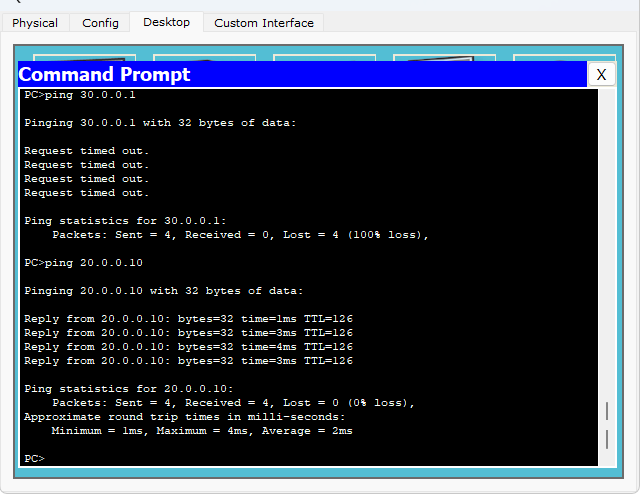 Physical Config Desktop Custom Interface
Command Prompt X
PC>ping 30.0.0.1
Pinging 30.0.0.1 with 32 bytes of data:
Request timed out.
Request timed out.
Request timed out.
Request timed out.
Ping statistics for 30.0.0.1:
Packets: Sent = 4, Received = 0, Lost = 4 (100% loss),
PC>ping 20.0.0.10
Pinging 20.0.0.10 with 32 bytes of data:
Reply from 20.0.0.10: bytes=32 time=1ms TTL=126
Reply from 20.0.0.10: bytes=32 time=3ms TTL=126
Reply from 20.0.0.10: bytes=32 time=4ms TTL=126
Reply from 20.0.0.10: bytes=32 time=3ms TTL=126
Ping statistics for 20.0.0.10:
Packets: Sent = 4, Received = 4, Lost = 0 (0% loss),
Approximate round trip times in milli-seconds:
Minimum = 1ms, Maximum = 4ms, Average = 2ms
PC>